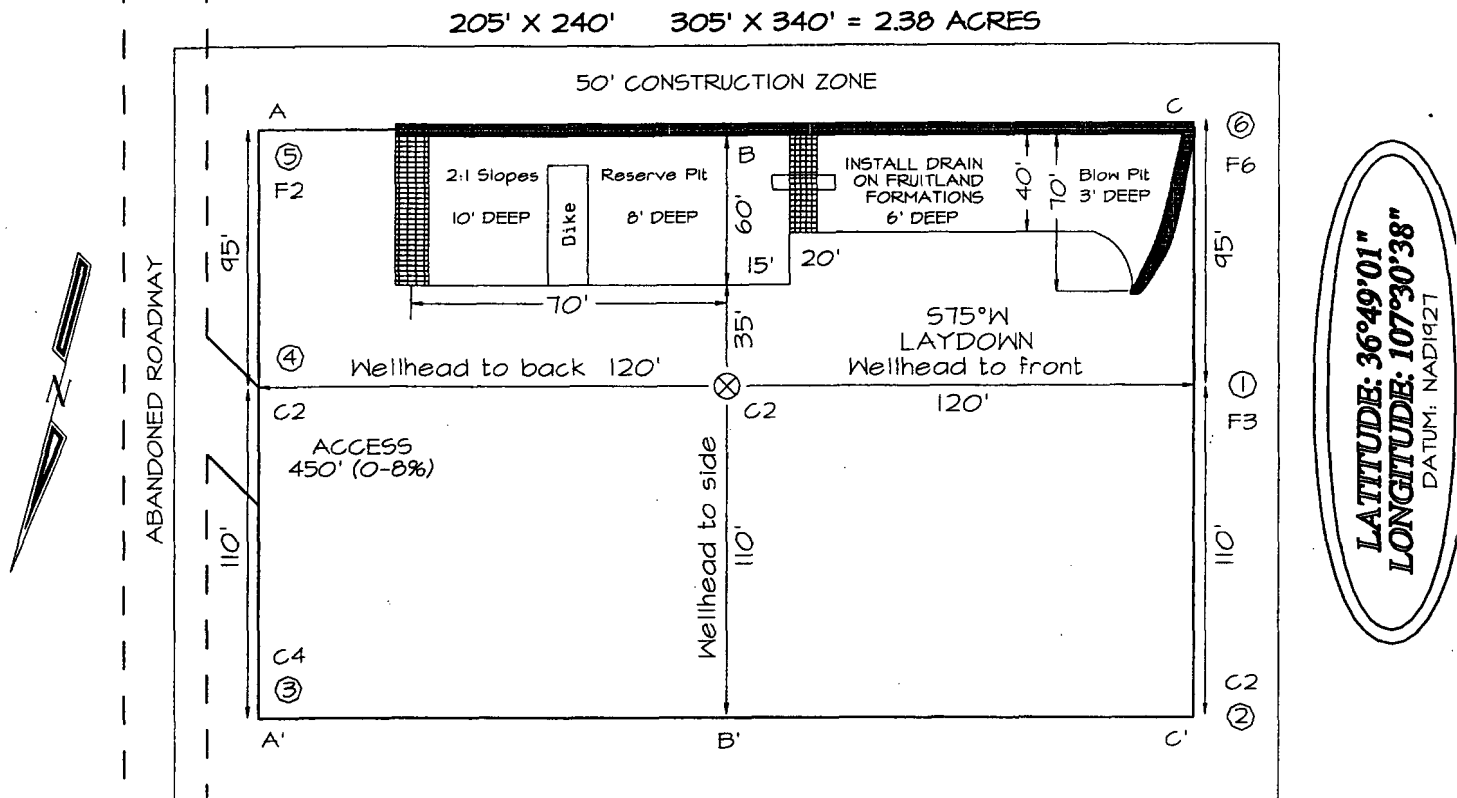 205' X 240' 305' X 340' = 2.38 ACRES
50' CONSTRUCTION ZONE
A
C
⑥
⑤
F2
F6
2:1 Slopes
10' DEEP
Dike
Reserve Pit
8' DEEP
B
60'
15'
20'
INSTALL DRAIN
ON FRUITLAND
FORMATIONS
6' DEEP
40'
70'
Blow Pit
3' DEEP
95'
95'
ABANDONED ROADWAY
N
70'
35'
S75°W
LAYDOWN
④
Wellhead to back 120'
Wellhead to front
120'
①
C2
C2
F3
ACCESS
450' (0-8%)
Wellhead to side
110'
110'
110'
C4
③
C2
②
A'
B'
C'
LATITUDE: 36°49'01"
LONGITUDE: 107°30'38"
DATUM: NAD1927